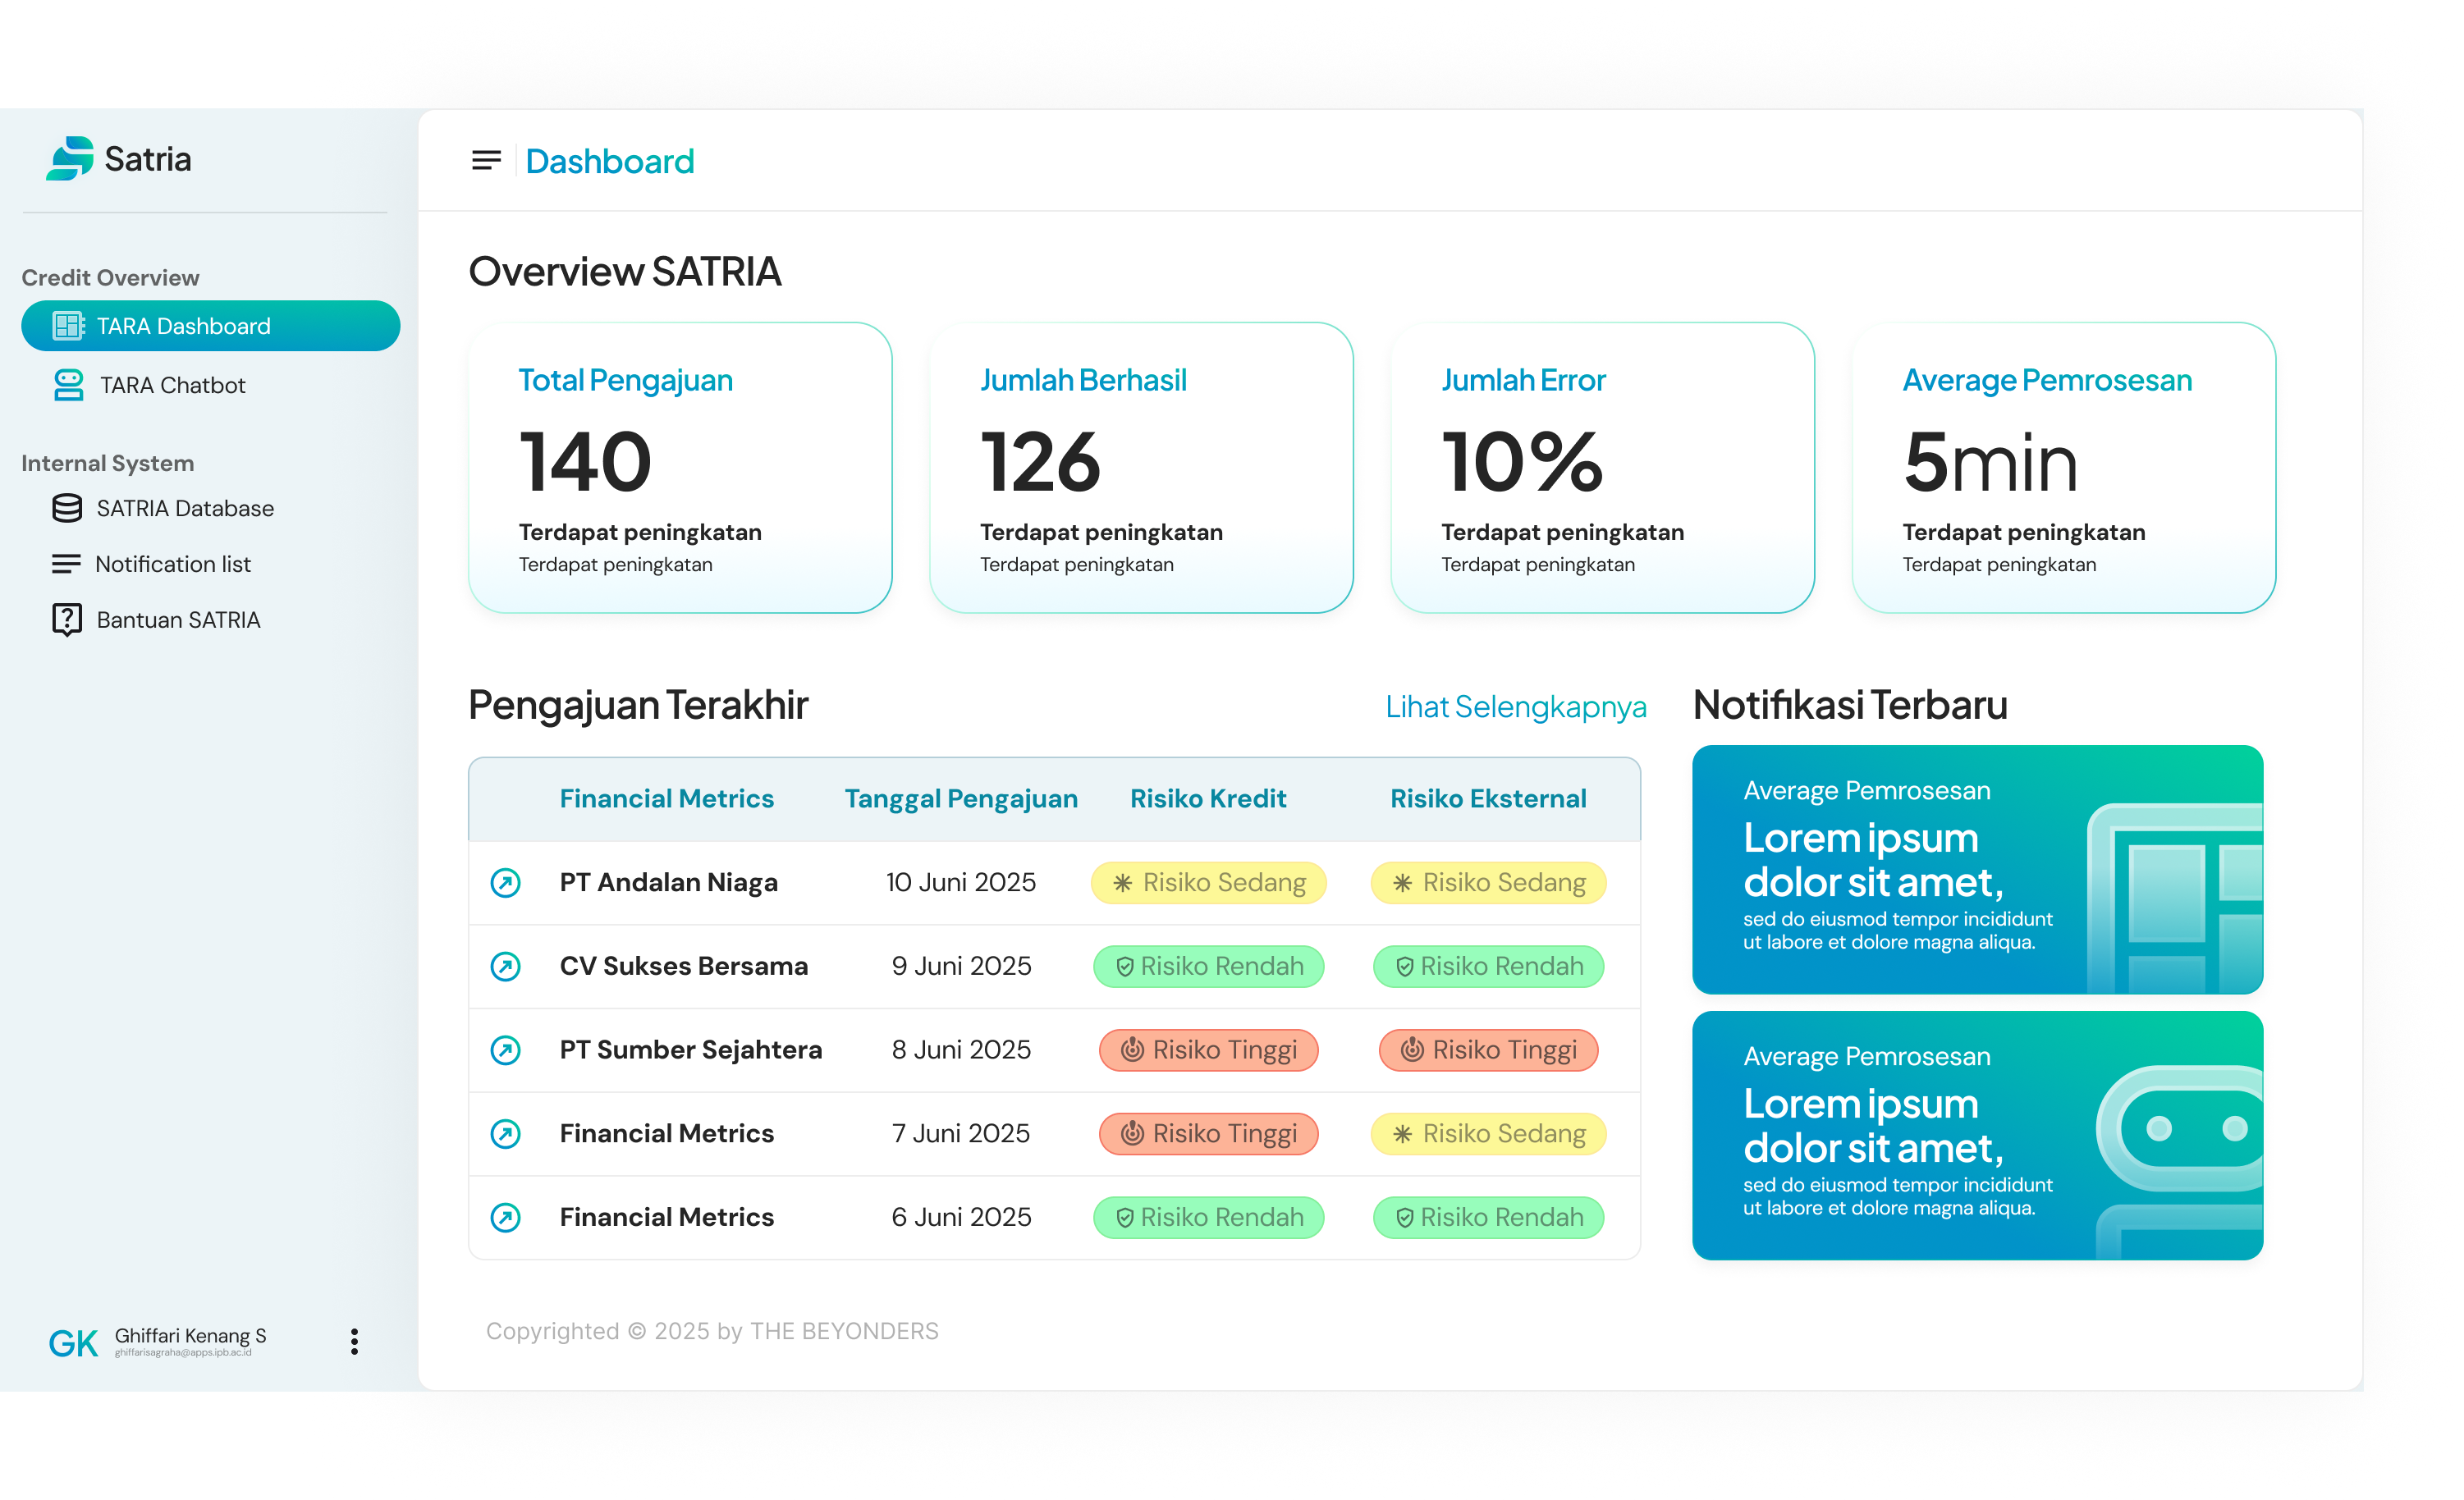 Satria
Credit Overview
TARA Dashboard
TARA Chatbot
Internal System
SATRIA Database
Notification list
Bantuan SATRIA
GK
Ghiffari Kenang S
ghiffarisagraha@apps.ipb.ac.id
Dashboard
Overview SATRIA
Total Pengajuan
140
Terdapat peningkatan
Terdapat peningkatan
Jumlah Berhasil
126
Terdapat peningkatan
Terdapat peningkatan
Jumlah Error
10%
Terdapat peningkatan
Terdapat peningkatan
Average Pemrosesan
5min
Terdapat peningkatan
Terdapat peningkatan
Pengajuan Terakhir
Lihat Selengkapnya
Financial Metrics Tanggal Pengajuan Risiko Kredit Risiko Eksternal
PT Andalan Niaga 10 Juni 2025 Risiko Sedang Risiko Sedang
CV Sukses Bersama 9 Juni 2025 Risiko Rendah Risiko Rendah
PT Sumber Sejahtera 8 Juni 2025 Risiko Tinggi Risiko Tinggi
Financial Metrics 7 Juni 2025 Risiko Tinggi Risiko Sedang
Financial Metrics 6 Juni 2025 Risiko Rendah Risiko Rendah
Notifikasi Terbaru
Average Pemrosesan
Lorem ipsum
dolor sit amet,
sed do eiusmod tempor incididunt
ut labore et dolore magna aliqua.
Average Pemrosesan
Lorem ipsum
dolor sit amet,
sed do eiusmod tempor incididunt
ut labore et dolore magna aliqua.
Copyrighted © 2025 by THE BEYONDERS